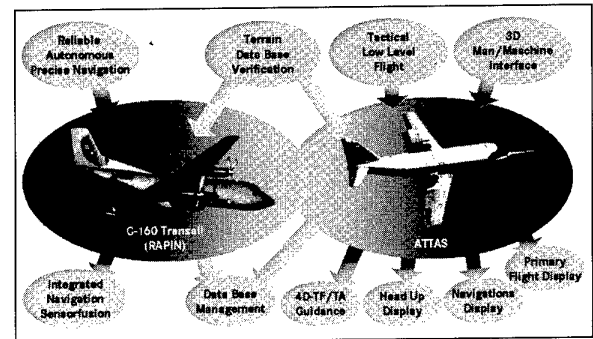 Reliable
Autonomous
Precise Navigation
Terrain
Data Base
Verification
Tactical
Low Level
Flight
3D
Man/Maschine
Interface
C-160 Transall
(RAPIN)
ATTAS
Integrated
Navigation
Sensorfusion
Data Base
Management
4D-TF/TA
Guidance
Head Up
Display
Navigations
Display
Primary
Flight Display